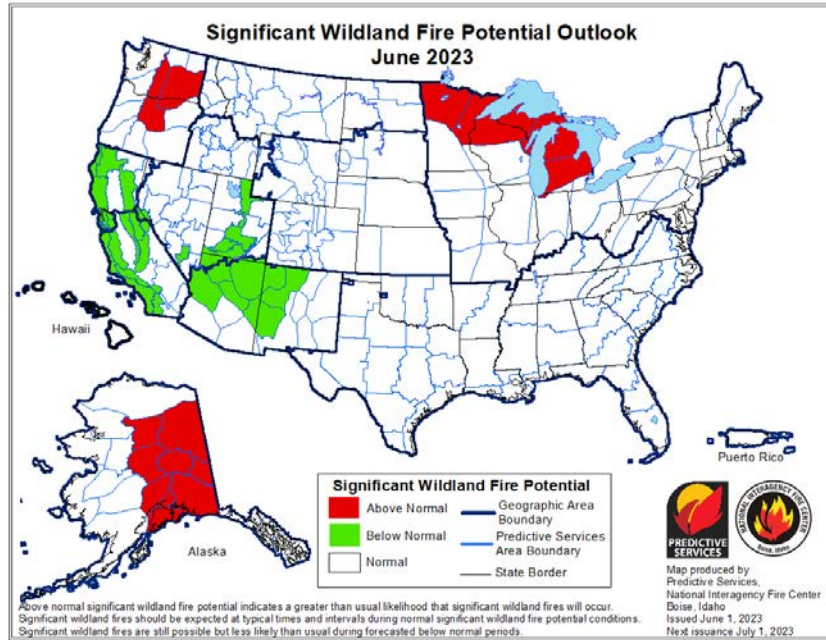 Significant Wildland Fire Potential Outlook
June 2023
Hawaii
Puerto Rico
Alaska
Significant Wildland Fire Potential
Above Normal
Below Normal
Normal
Geographic Area
Boundary
Predictive Services
Area Boundary
State Border
PREDICTIVE
SERVICES
NATIONAL INTERAGENCY FIRE CENTER
Boise, Idaho
Map produced by
Predictive Services,
National Interagency Fire Center
Boise, Idaho
Issued June 1, 2023
Next issuance July 1, 2023
Above normal significant wildland fire potential indicates a greater than usual likelihood that significant wildland fires will occur.
Significant wildland fires should be expected at typical times and intervals during normal significant wildland fire potential conditions.
Significant wildland fires are still possible but less likely than usual during forecasted below normal periods.